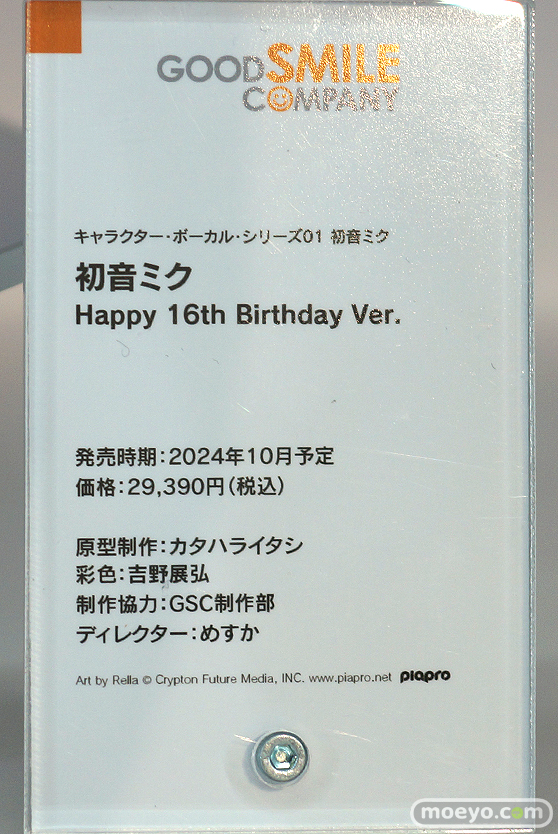 GOODSMILE
COMPANY
キャラクター・ボーカル・シリーズ01 初音ミク
初音ミク
Happy 16th Birthday Ver.
発売時期：2024年10月予定
価格：29,390円（税込）
原型制作：カタハライタシ
彩色：吉野展弘
制作協力：GSC制作部
ディレクター：めすか
Art by Rella © Crypton Future Media, INC. www.piapro.net piapro
moeyo.com